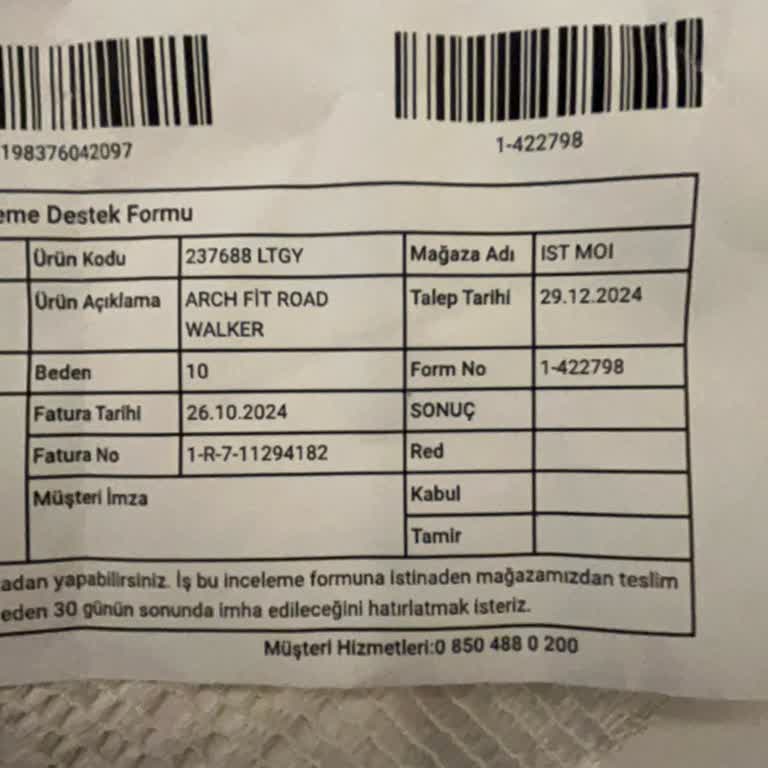 198376042097
1-422798
eme Destek Formu
Ürün Kodu 237688 LTGY Mağaza Adı IST MOI
Ürün Açıklama ARCH FİT ROAD WALKER Talep Tarihi 29.12.2024
Beden 10 Form No 1-422798
Fatura Tarihi 26.10.2024 SONUÇ
Fatura No 1-R-7-11294182 Red
Müşteri İmza Kabul
Tamir
adan yapabilirsiniz. İş bu inceleme formuna istinaden mağazamızdan teslim
eden 30 günün sonunda imha edileceğini hatırlatmak isteriz.
Müşteri Hizmetleri:0 850 488 0 200